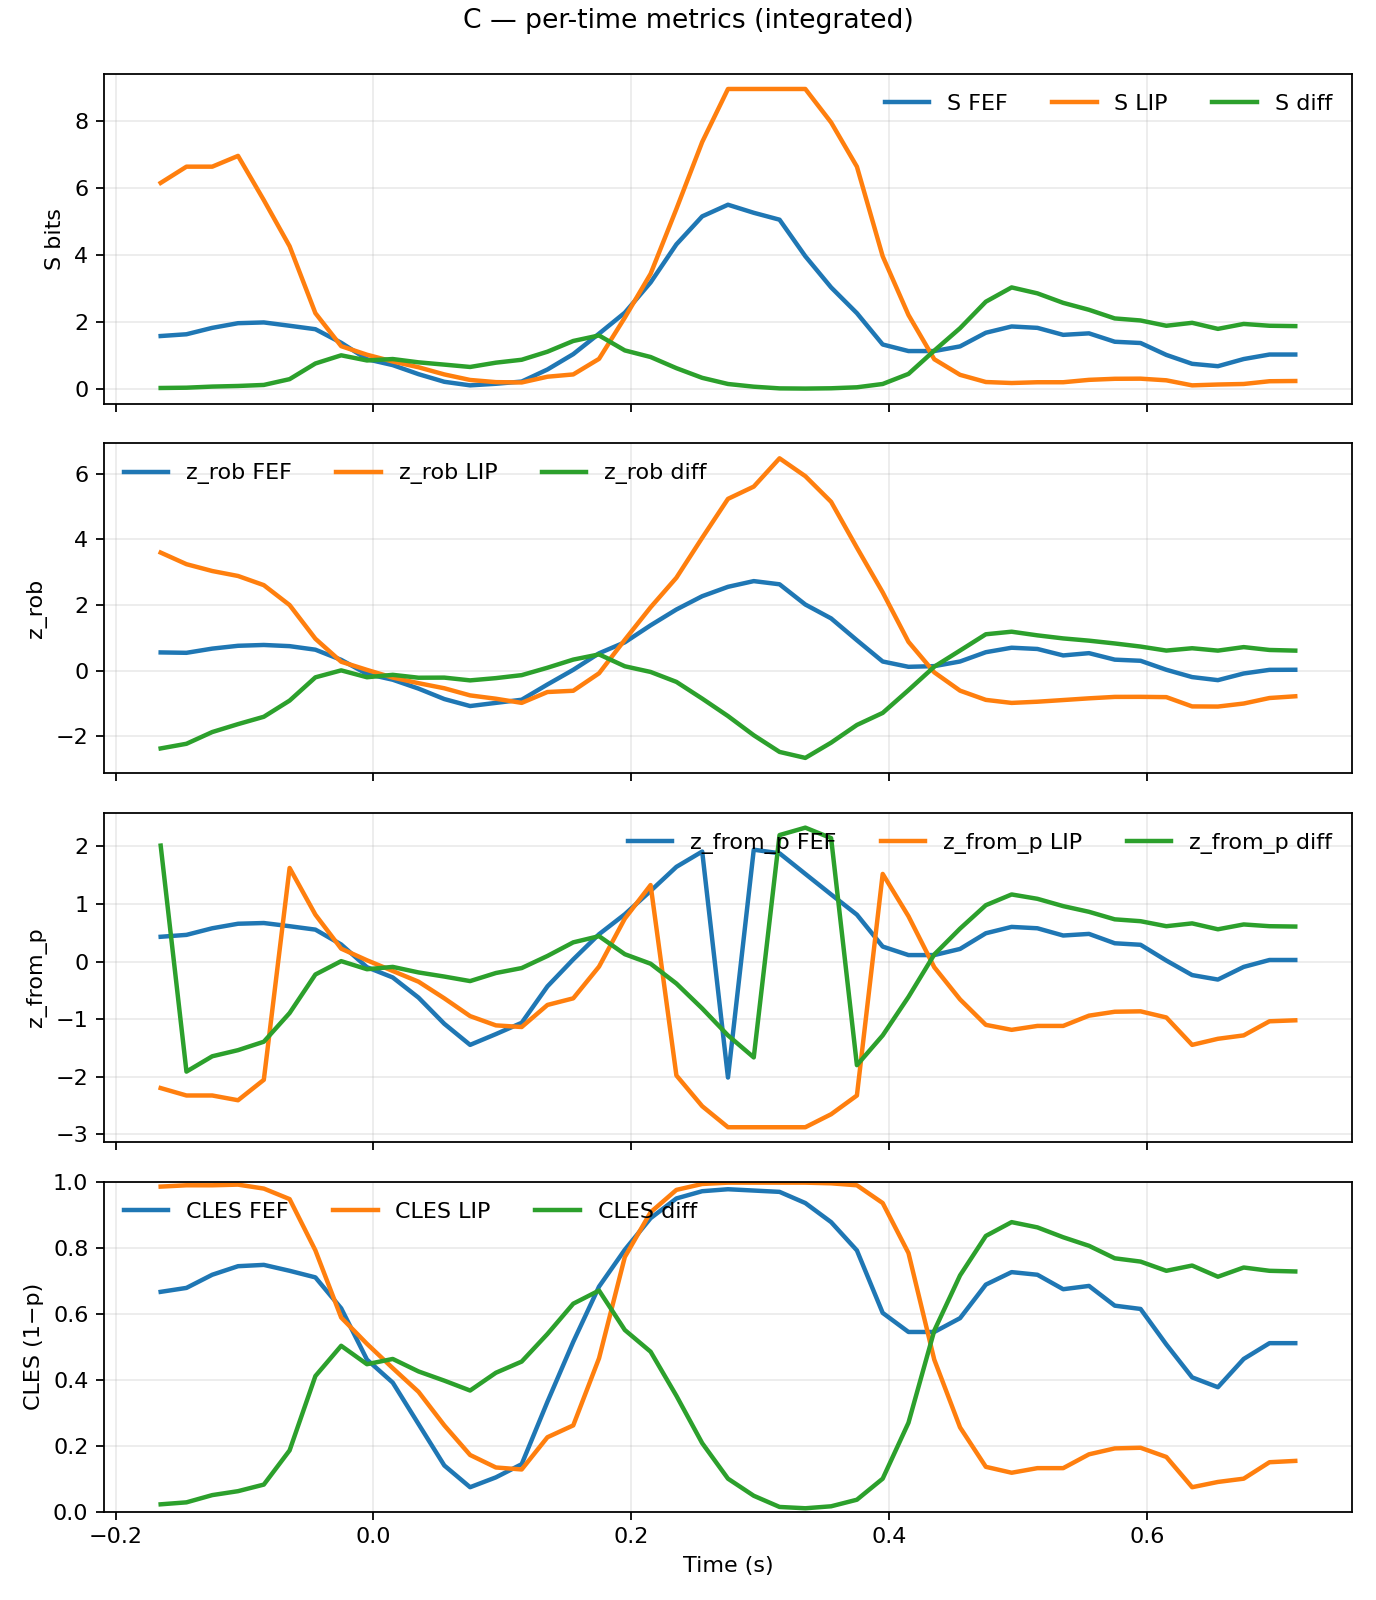 C — per-time metrics (integrated)
S FEF S LIP S diff
8
6
4
2
0
S bits
z_rob FEF z_rob LIP z_rob diff
6
4
2
0
−2
z_rob
z_from_p FEF z_from_p LIP z_from_p diff
2
1
0
−1
−2
−3
z_from_p
CLES FEF CLES LIP CLES diff
1.0
0.8
0.6
0.4
0.2
0.0
CLES (1−p)
−0.2 0.0 0.2 0.4 0.6
Time (s)